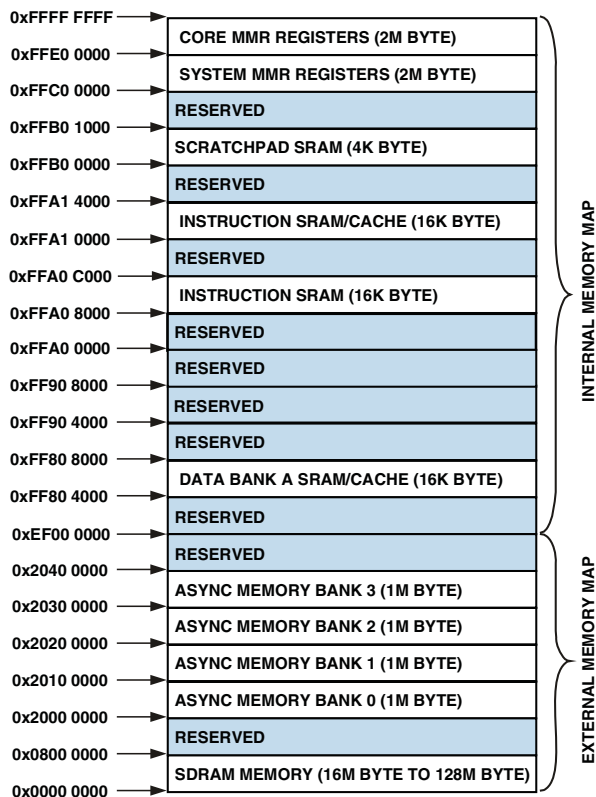 0xFFFF FFFF
CORE MMR REGISTERS (2M BYTE)
0xFFE0 0000
SYSTEM MMR REGISTERS (2M BYTE)
0xFFC0 0000
RESERVED
0xFFB0 1000
SCRATCHPAD SRAM (4K BYTE)
0xFFB0 0000
RESERVED
0xFFA1 4000
INSTRUCTION SRAM/CACHE (16K BYTE)
0xFFA1 0000
RESERVED
0xFFA0 C000
INSTRUCTION SRAM (16K BYTE)
0xFFA0 8000
RESERVED
0xFFA0 0000
RESERVED
0xFF90 8000
RESERVED
0xFF90 4000
RESERVED
0xFF80 8000
DATA BANK A SRAM/CACHE (16K BYTE)
0xFF80 4000
RESERVED
0xEF00 0000
RESERVED
0x2040 0000
ASYNC MEMORY BANK 3 (1M BYTE)
0x2030 0000
ASYNC MEMORY BANK 2 (1M BYTE)
0x2020 0000
ASYNC MEMORY BANK 1 (1M BYTE)
0x2010 0000
ASYNC MEMORY BANK 0 (1M BYTE)
0x2000 0000
RESERVED
0x0800 0000
SDRAM MEMORY (16M BYTE TO 128M BYTE)
0x0000 0000
INTERNAL MEMORY MAP
EXTERNAL MEMORY MAP